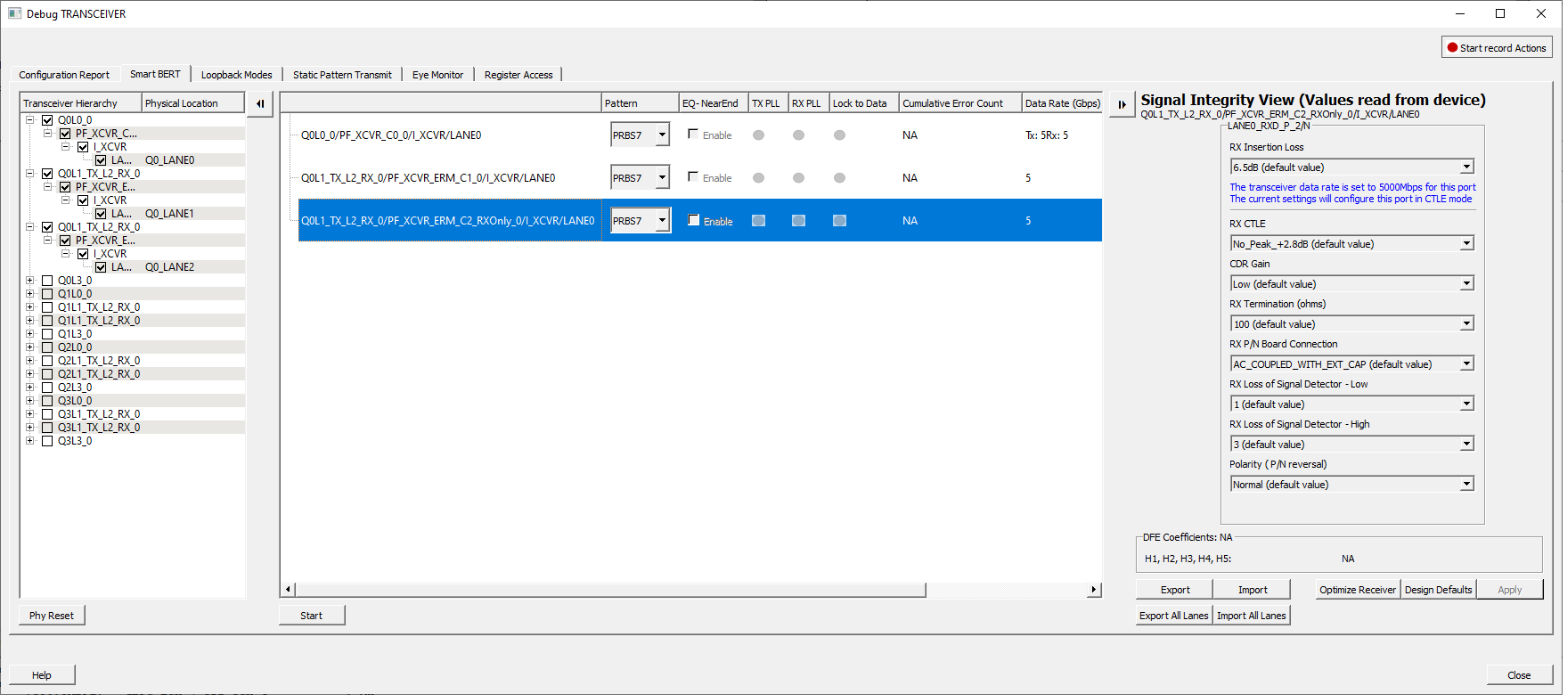 Debug TRANSCEIVER
Start record Actions
Configuration Report Smart BERT Loopback Modes Static Pattern Transmit Eye Monitor Register Access
Transceiver Hierarchy Physical Location
Q0L0_0
PF_XCVR_C...
I_XCVR
LA... Q0_LANE0
Q0L1_TX_L2_RX_0
PF_XCVR_E...
I_XCVR
LA... Q0_LANE1
Q0L1_TX_L2_RX_0
PF_XCVR_E...
I_XCVR
LA... Q0_LANE2
Q0L3_0
Q1L0_0
Q1L1_TX_L2_RX_0
Q1L1_TX_L2_RX_0
Q1L3_0
Q2L0_0
Q2L1_TX_L2_RX_0
Q2L1_TX_L2_RX_0
Q2L3_0
Q3L0_0
Q3L1_TX_L2_RX_0
Q3L1_TX_L2_RX_0
Q3L3_0
Phy Reset
Pattern EQ- NearEnd TX PLL RX PLL Lock to Data Cumulative Error Count Data Rate (Gbps)
Q0L0_0/PF_XCVR_C0_0/I_XCVR/LANE0 PRBS7 Enable NA Tx: 5Rx: 5
Q0L1_TX_L2_RX_0/PF_XCVR_ERM_C1_0/I_XCVR/LANE0 PRBS7 Enable NA 5
Q0L1_TX_L2_RX_0/PF_XCVR_ERM_C2_RXOnly_0/I_XCVR/LANE0 PRBS7 Enable NA 5
Start
Signal Integrity View (Values read from device)
Q0L1_TX_L2_RX_0/PF_XCVR_ERM_C2_RXOnly_0/I_XCVR/LANE0
LANE0_RXD_P_2/N
RX Insertion Loss
6.5dB (default value)
The transceiver data rate is set to 5000Mbps for this port
The current settings will configure this port in CTLE mode
RX CTLE
No_Peak_+2.8dB (default value)
CDR Gain
Low (default value)
RX Termination (ohms)
100 (default value)
RX P/N Board Connection
AC_COUPLED_WITH_EXT_CAP (default value)
RX Loss of Signal Detector - Low
1 (default value)
RX Loss of Signal Detector - High
3 (default value)
Polarity ( P/N reversal)
Normal (default value)
DFE Coefficients: NA
H1, H2, H3, H4, H5: NA
Export Import Optimize Receiver Design Defaults Apply
Export All Lanes Import All Lanes
Help Close